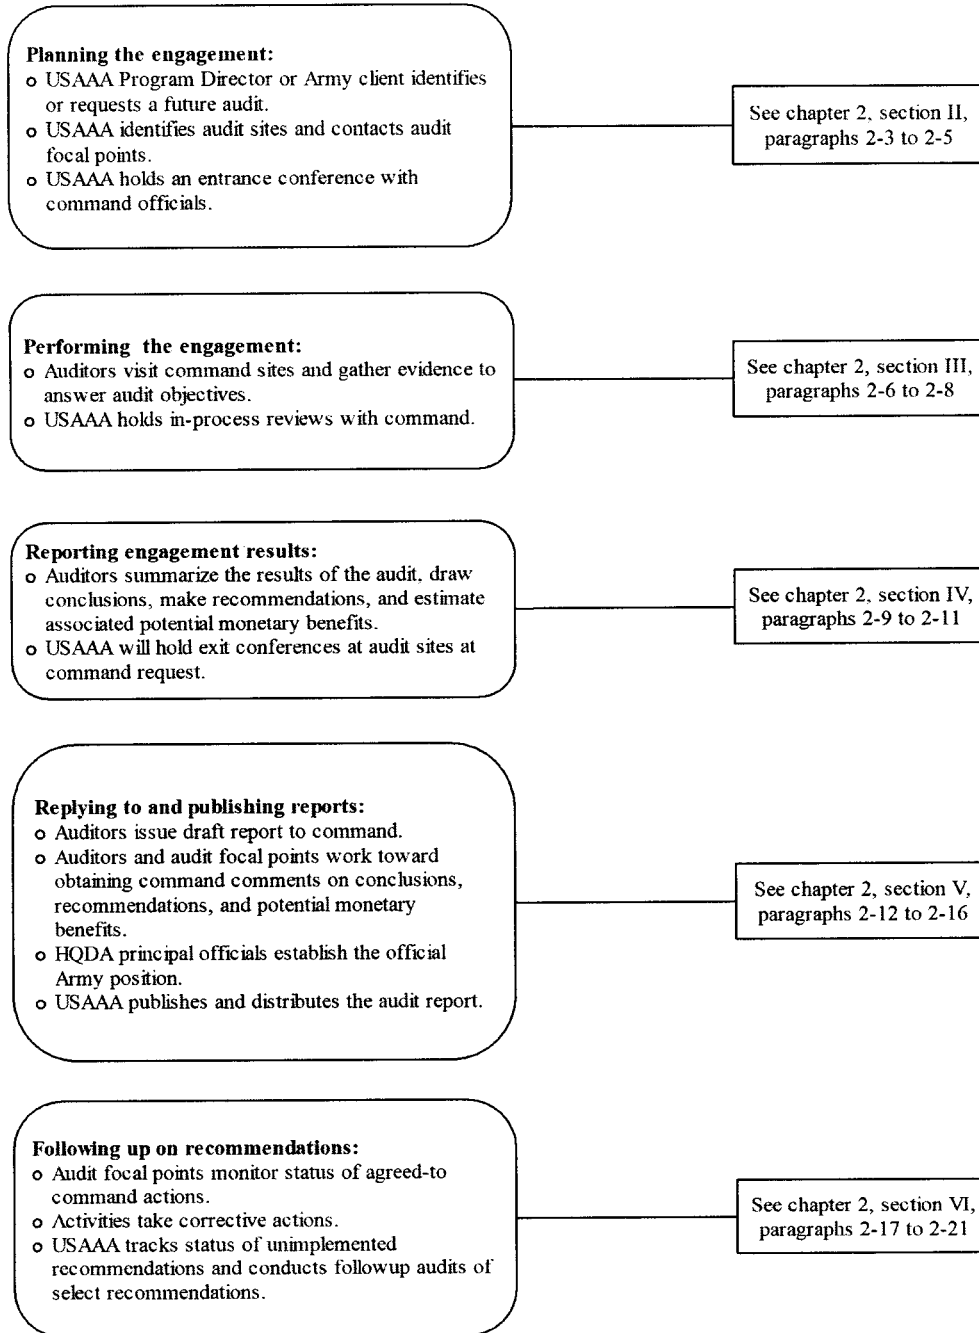 Planning the engagement:
o USAAA Program Director or Army client identifies
or requests a future audit.
o USAAA identifies audit sites and contacts audit
focal points.
o USAAA holds an entrance conference with
command officials.
See chapter 2, section II,
paragraphs 2-3 to 2-5
Performing the engagement:
o Auditors visit command sites and gather evidence to
answer audit objectives.
o USAAA holds in-process reviews with command.
See chapter 2, section III,
paragraphs 2-6 to 2-8
Reporting engagement results:
o Auditors summarize the results of the audit, draw
conclusions, make recommendations, and estimate
associated potential monetary benefits.
o USAAA will hold exit conferences at audit sites at
command request.
See chapter 2, section IV,
paragraphs 2-9 to 2-11
Replying to and publishing reports:
o Auditors issue draft report to command.
o Auditors and audit focal points work toward
obtaining command comments on conclusions,
recommendations, and potential monetary
benefits.
o HQDA principal officials establish the official
Army position.
o USAAA publishes and distributes the audit report.
See chapter 2, section V,
paragraphs 2-12 to 2-16
Following up on recommendations:
o Audit focal points monitor status of agreed-to
command actions.
o Activities take corrective actions.
o USAAA tracks status of unimplemented
recommendations and conducts followup audits of
select recommendations.
See chapter 2, section VI,
paragraphs 2-17 to 2-21